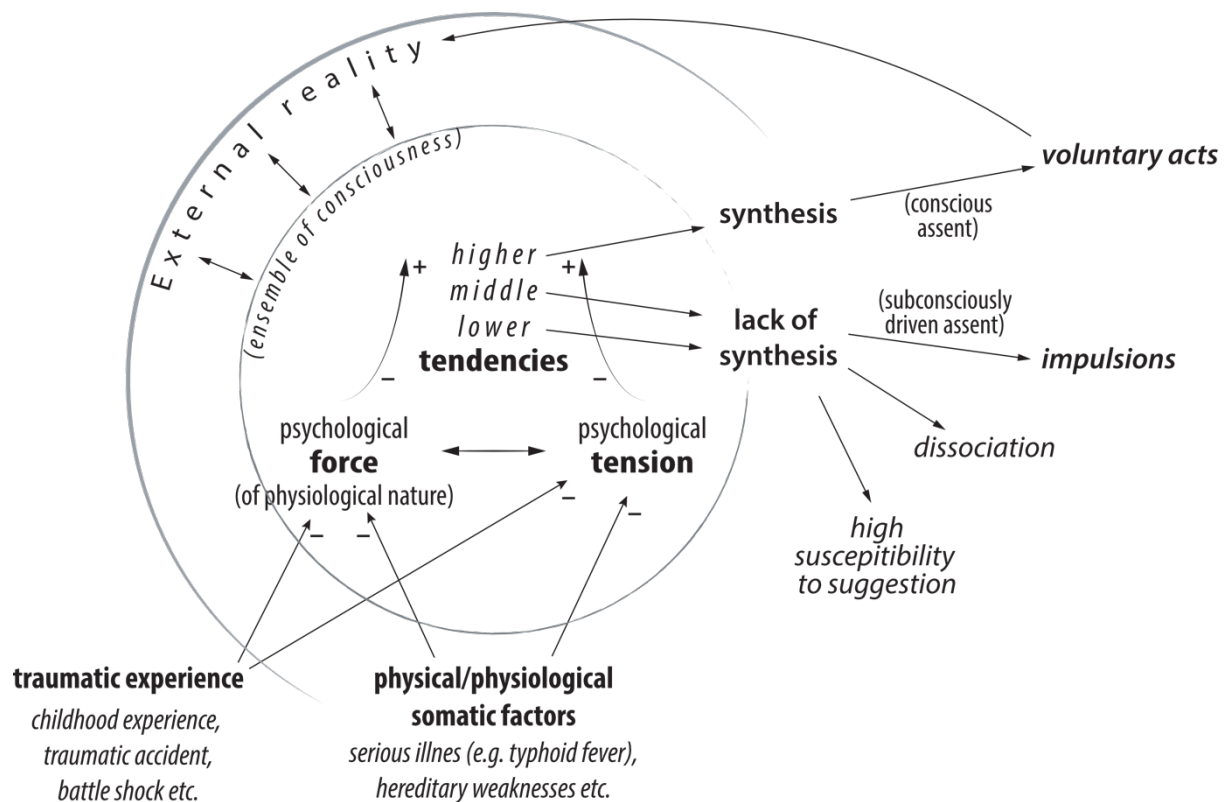 External reality
(ensemble of consciousness)
voluntary acts
synthesis
(conscious
assent)
+ higher +
middle
lower
tendencies
– –
lack of
synthesis
(subconsciously
driven assent)
impulsions
dissociation
high
suscepitibility
to suggestion
psychological
force
(of physiological nature)
– –
psychological
tension
– –
traumatic experience
childhood experience,
traumatic accident,
battle shock etc.
physical/physiological
somatic factors
serious illnes (e.g. typhoid fever),
hereditary weaknesses etc.